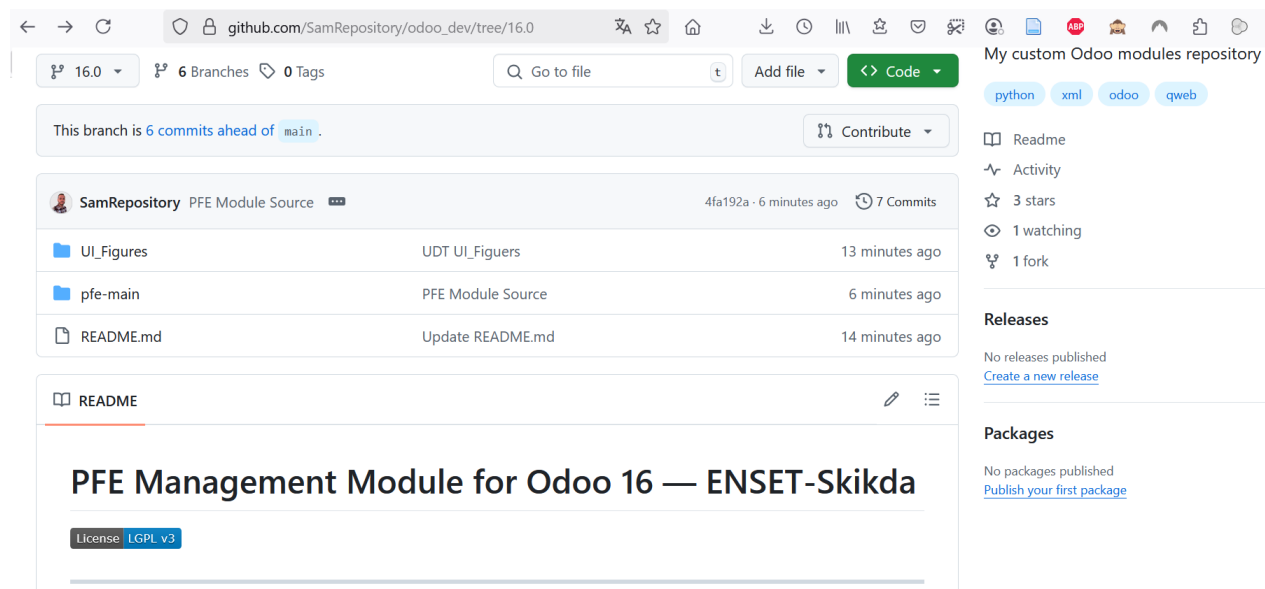 github.com/SamRepository/odoo_dev/tree/16.0
ABP
16.0
6 Branches
0 Tags
Go to file
t
Add file
Code
My custom Odoo modules repository
python
xml
odoo
qweb
This branch is 6 commits ahead of main .
Contribute
Readme
Activity
3 stars
1 watching
1 fork
SamRepository PFE Module Source
4fa192a · 6 minutes ago
7 Commits
UI_Figures UDT UI_Figuers 13 minutes ago
pfe-main PFE Module Source 6 minutes ago
README.md Update README.md 14 minutes ago
Releases
No releases published
Create a new release
README
Packages
No packages published
Publish your first package
PFE Management Module for Odoo 16 — ENSET-Skikda
License LGPL v3